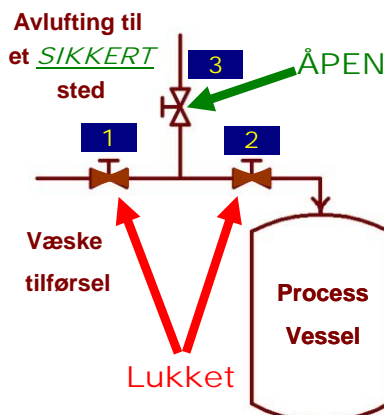 Avlufting til
et SIKKERT
sted
3
ÅPEN
1
2
Væske
tilførsel
Process
Vessel
Lukket